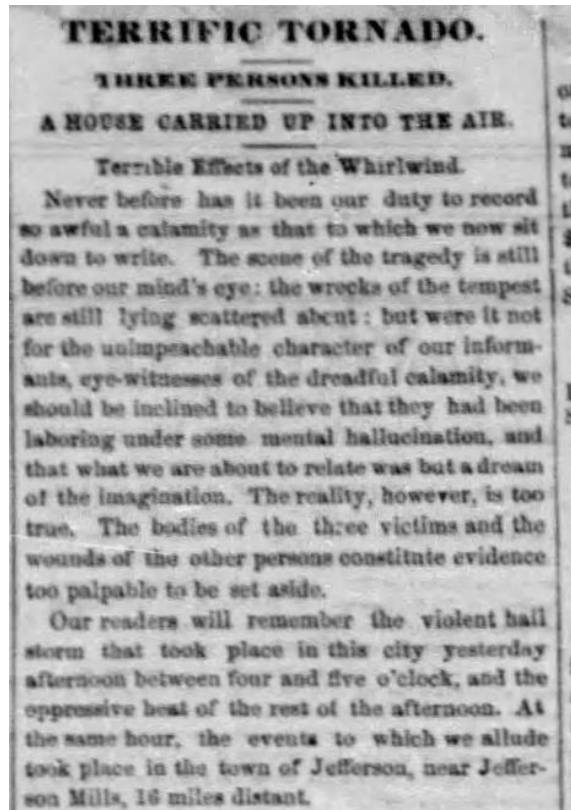 TERRIFIC TORNADO.
THREE PERSONS KILLED.
A HOUSE CARRIED UP INTO THE AIR.
Terrible Effects of the Whirlwind.
Never before has it been our duty to record
so awful a calamity as that to which we now sit
down to write. The scene of the tragedy is still
before our mind's eye: the wrecks of the tempest
are still lying scattered about: but were it not
for the unimpeachable character of our inform-
ants, eye-witnesses of the dreadful calamity, we
should be inclined to believe that they had been
laboring under some mental hallucination, and
that what we are about to relate was but a dream
of the imagination. The reality, however, is too
true. The bodies of the three victims and the
wounds of the other persons constitute evidence
too palpable to be set aside.
Our readers will remember the violent hail
storm that took place in this city yesterday
afternoon between four and five o'clock, and the
oppressive heat of the rest of the afternoon. At
the same hour, the events to which we allude
took place in the town of Jefferson, near Jeffer-
son Mills, 16 miles distant.